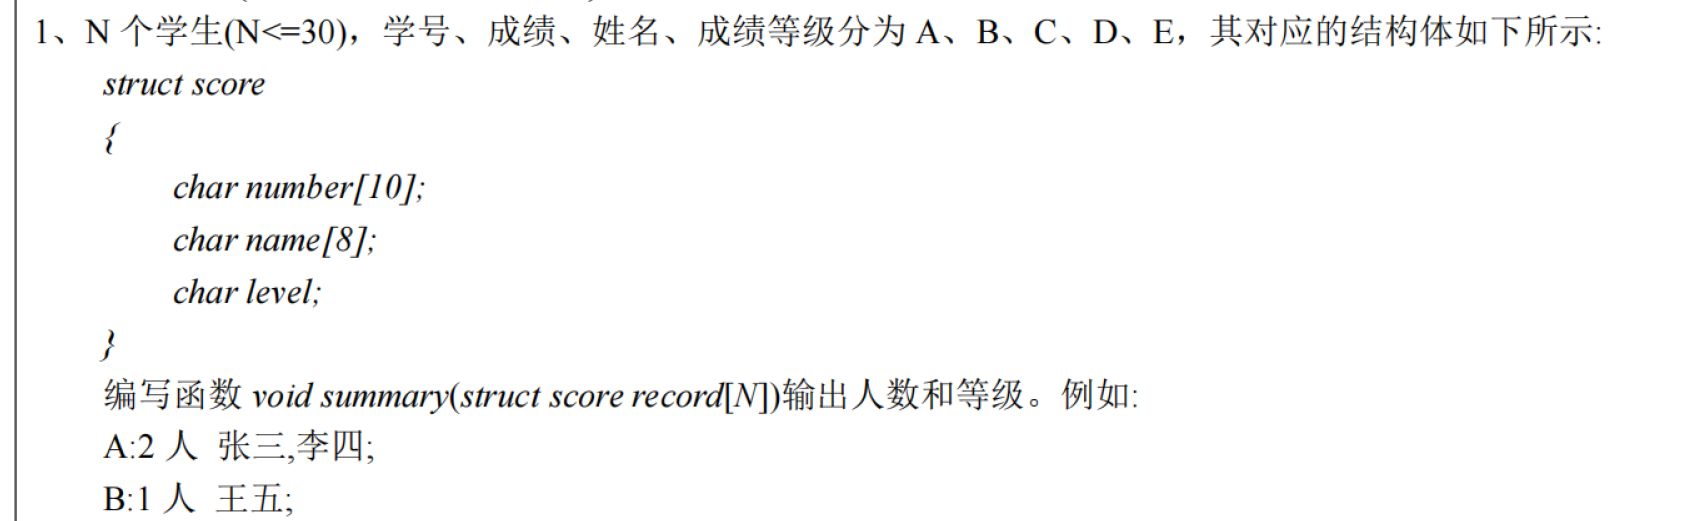 1、N 个学生(N<=30)，学号、成绩、姓名、成绩等级分为 A、B、C、D、E，其对应的结构体如下所示:
struct score
{
char number[10];
char name[8];
char level;
}
编写函数 void summary(struct score record[N])输出人数和等级。例如:
A:2 人 张三,李四;
B:1 人 王五;